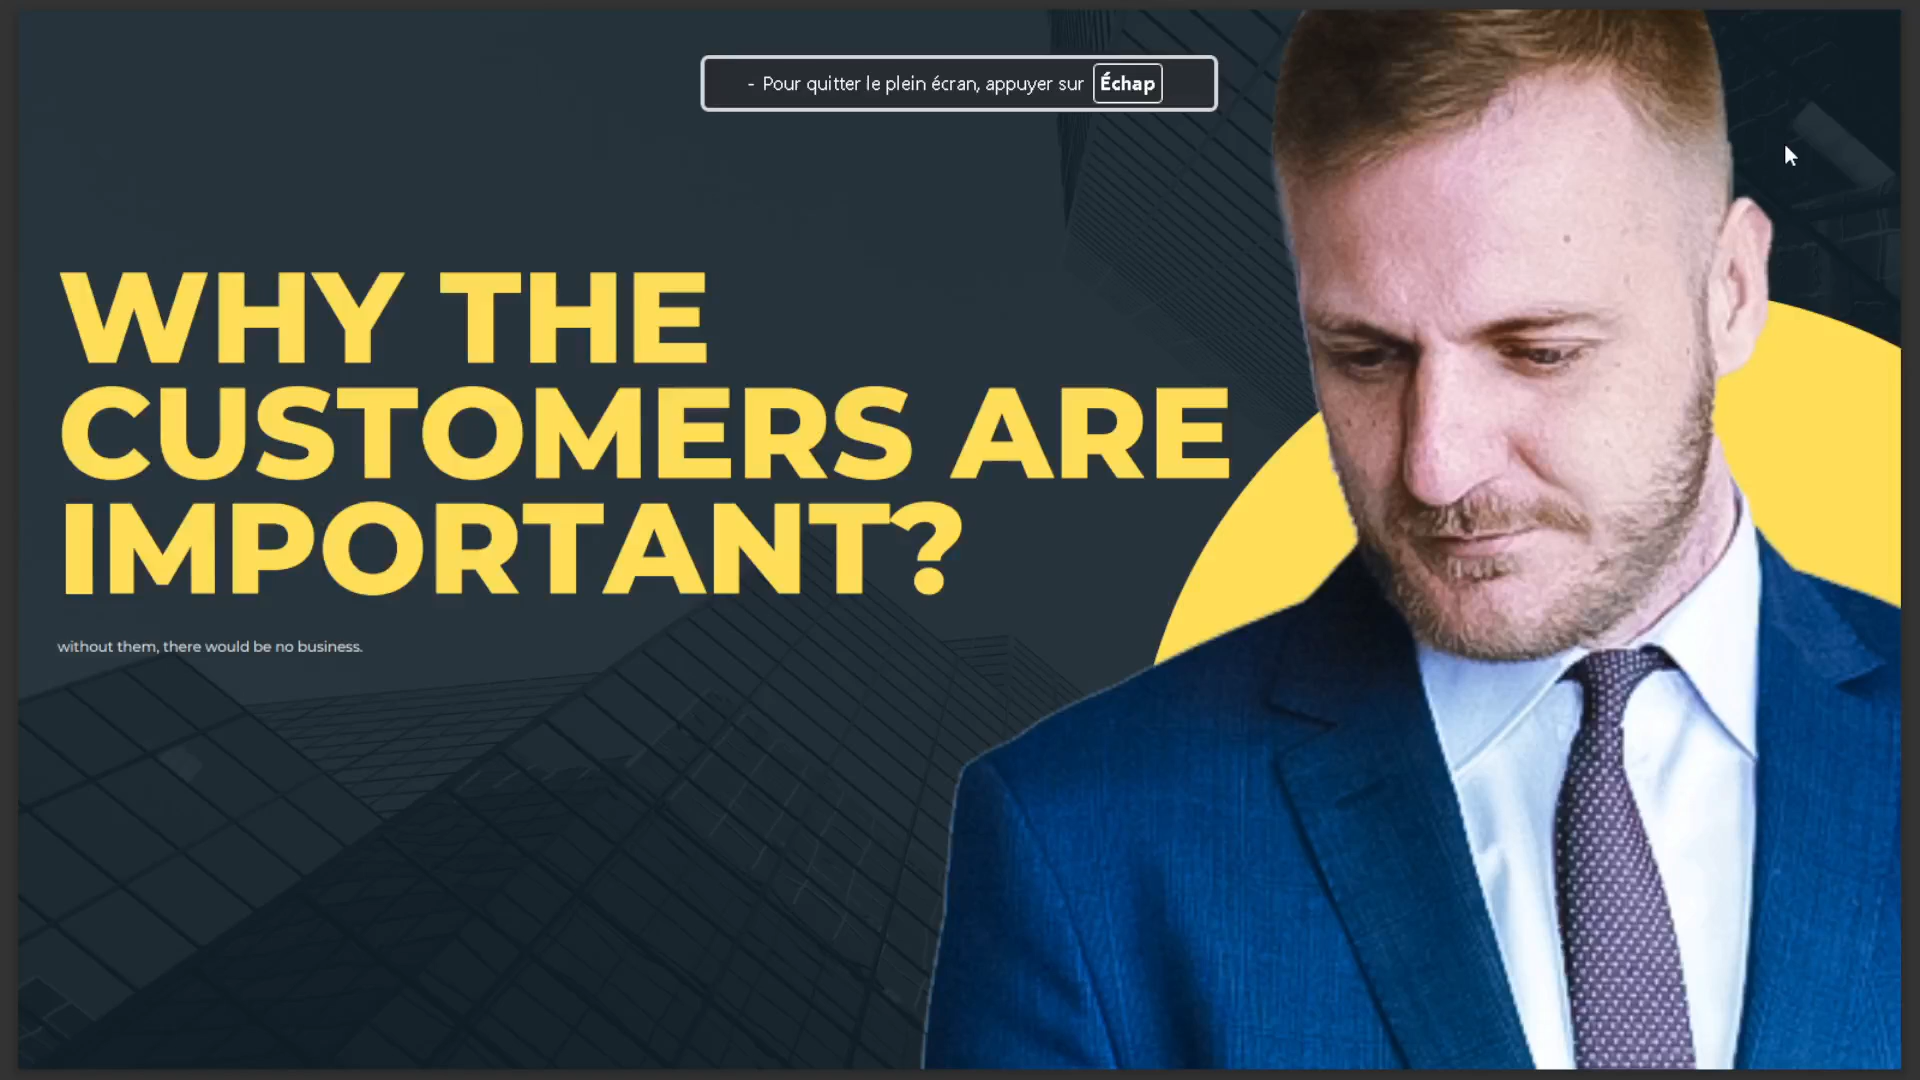 - Pour quitter le plein écran, appuyer sur Échap
WHY THE
CUSTOMERS ARE
IMPORTANT?
without them, there would be no business.